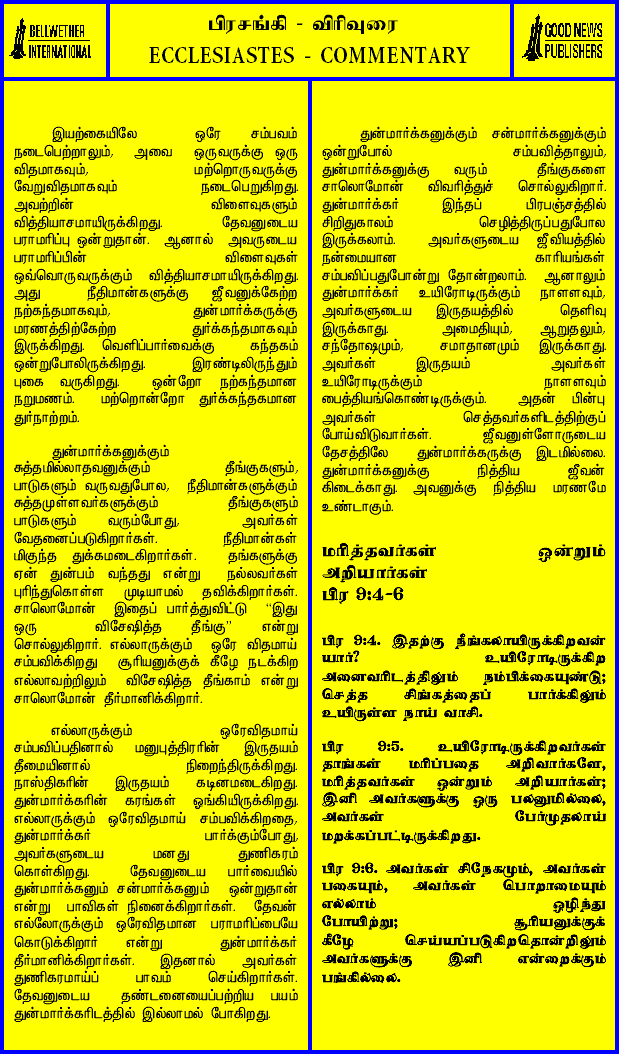 BELLWETHER
INTERNATIONAL
பிரசங்கி - விரிவுரை
ECCLESIASTES - COMMENTARY
GOOD NEWS
PUBLISHERS
இயற்கையிலே ஒரே சம்பவம்
நடைபெற்றாலும், அவை ஒருவருக்கு ஒரு
விதமாகவும், மற்றொருவருக்கு
வேறுவிதமாகவும் நடைபெறுகிறது.
அவற்றின் விளைவுகளும்
வித்தியாசமாயிருக்கிறது. தேவனுடைய
பராமரிப்பு ஒன்றுதான். ஆனால் அவருடைய
பராமரிப்பின் விளைவுகள்
ஒவ்வொருவருக்கும் வித்தியாசமாயிருக்கிறது.
அது நீதிமான்களுக்கு ஜீவனுக்கேற்ற
நற்கந்தமாகவும், துன்மார்க்கருக்கு
மரணத்திற்கேற்ற துர்க்கந்தமாகவும்
இருக்கிறது. வெளிப்பார்வைக்கு கந்தகம்
ஒன்றுபோலிருக்கிறது. இரண்டிலிருந்தும்
புகை வருகிறது. ஒன்றோ நற்கந்தமான
நறுமணம். மற்றொன்றோ துர்க்கந்தகமான
துர்நாற்றம்.
துன்மார்க்கனுக்கும்
சுத்தமில்லாதவனுக்கும் தீங்குகளும்,
பாடுகளும் வருவதுபோல, நீதிமான்களுக்கும்
சுத்தமுள்ளவர்களுக்கும் தீங்குகளும்
பாடுகளும் வரும்போது, அவர்கள்
வேதனைப்படுகிறார்கள். நீதிமான்கள்
மிகுந்த துக்கமடைகிறார்கள். தங்களுக்கு
ஏன் துன்பம் வந்தது என்று நல்லவர்கள்
புரிந்துகொள்ள முடியாமல் தவிக்கிறார்கள்.
சாலொமோன் இதைப் பார்த்துவிட்டு "இது
ஒரு விசேஷித்த தீங்கு" என்று
சொல்லுகிறார். எல்லாருக்கும் ஒரே விதமாய்
சம்பவிக்கிறது சூரியனுக்குக் கீழே நடக்கிற
எல்லாவற்றிலும் விசேஷித்த தீங்காம் என்று
சாலொமோன் தீர்மானிக்கிறார்.
எல்லாருக்கும் ஒரேவிதமாய்
சம்பவிப்பதினால் மனுபுத்திரரின் இருதயம்
தீமையினால் நிறைந்திருக்கிறது.
நாஸ்திகரின் இருதயம் கடினமடைகிறது.
துன்மார்க்கரின் கரங்கள் ஓங்கியிருக்கிறது.
எல்லாருக்கும் ஒரேவிதமாய் சம்பவிக்கிறதை,
துன்மார்க்கர் பார்க்கும்போது,
அவர்களுடைய மனது துணிகரம்
கொள்கிறது. தேவனுடைய பார்வையில்
துன்மார்க்கனும் சன்மார்க்கனும் ஒன்றுதான்
என்று பாவிகள் நினைக்கிறார்கள். தேவன்
எல்லோருக்கும் ஒரேவிதமான பராமரிப்பையே
கொடுக்கிறார் என்று துன்மார்க்கர்
தீர்மானிக்கிறார்கள். இதனால் அவர்கள்
துணிகரமாய்ப் பாவம் செய்கிறார்கள்.
தேவனுடைய தண்டனையைப்பற்றிய பயம்
துன்மார்க்கரிடத்தில் இல்லாமல் போகிறது.
துன்மார்க்கனுக்கும் சன்மார்க்கனுக்கும்
ஒன்றுபோல் சம்பவித்தாலும்,
துன்மார்க்கனுக்கு வரும் தீங்குகளை
சாலொமோன் விவரித்துச் சொல்லுகிறார்.
துன்மார்க்கர் இந்தப் பிரபஞ்சத்தில்
சிறிதுகாலம் செழித்திருப்பதுபோல
இருக்கலாம். அவர்களுடைய ஜீவியத்தில்
நன்மையான காரியங்கள்
சம்பவிப்பதுபோன்று தோன்றலாம். ஆனாலும்
துன்மார்க்கர் உயிரோடிருக்கும் நாளளவும்,
அவர்களுடைய இருதயத்தில் தெளிவு
இருக்காது. அமைதியும், ஆறுதலும்,
சந்தோஷமும், சமாதானமும் இருக்காது.
அவர்கள் இருதயம் அவர்கள்
உயிரோடிருக்கும் நாளளவும்
பைத்தியங்கொண்டிருக்கும். அதன் பின்பு
அவர்கள் செத்தவர்களிடத்திற்குப்
போய்விடுவார்கள். ஜீவனுள்ளோருடைய
தேசத்திலே துன்மார்க்கருக்கு இடமில்லை.
துன்மார்க்கனுக்கு நித்திய ஜீவன்
கிடைக்காது. அவனுக்கு நித்திய மரணமே
உண்டாகும்.
மரித்தவர்கள் ஒன்றும்
அறியார்கள்
பிர 9:4-6
பிர 9:4. இதற்கு நீங்கலாயிருக்கிறவன்
யார்? உயிரோடிருக்கிற
அனைவரிடத்திலும் நம்பிக்கையுண்டு;
செத்த சிங்கத்தைப் பார்க்கிலும்
உயிருள்ள நாய் வாசி.
பிர 9:5. உயிரோடிருக்கிறவர்கள்
தாங்கள் மரிப்பதை அறிவார்களே,
மரித்தவர்கள் ஒன்றும் அறியார்கள்;
இனி அவர்களுக்கு ஒரு பலனுமில்லை,
அவர்கள் பேர்முதலாய்
மறக்கப்பட்டிருக்கிறது.
பிர 9:6. அவர்கள் சிநேகமும், அவர்கள்
பகையும், அவர்கள் பொறாமையும்
எல்லாம் ஒழிந்து
போயிற்று; சூரியனுக்குக்
கீழே செய்யப்படுகிறதொன்றிலும்
அவர்களுக்கு இனி என்றைக்கும்
பங்கில்லை.